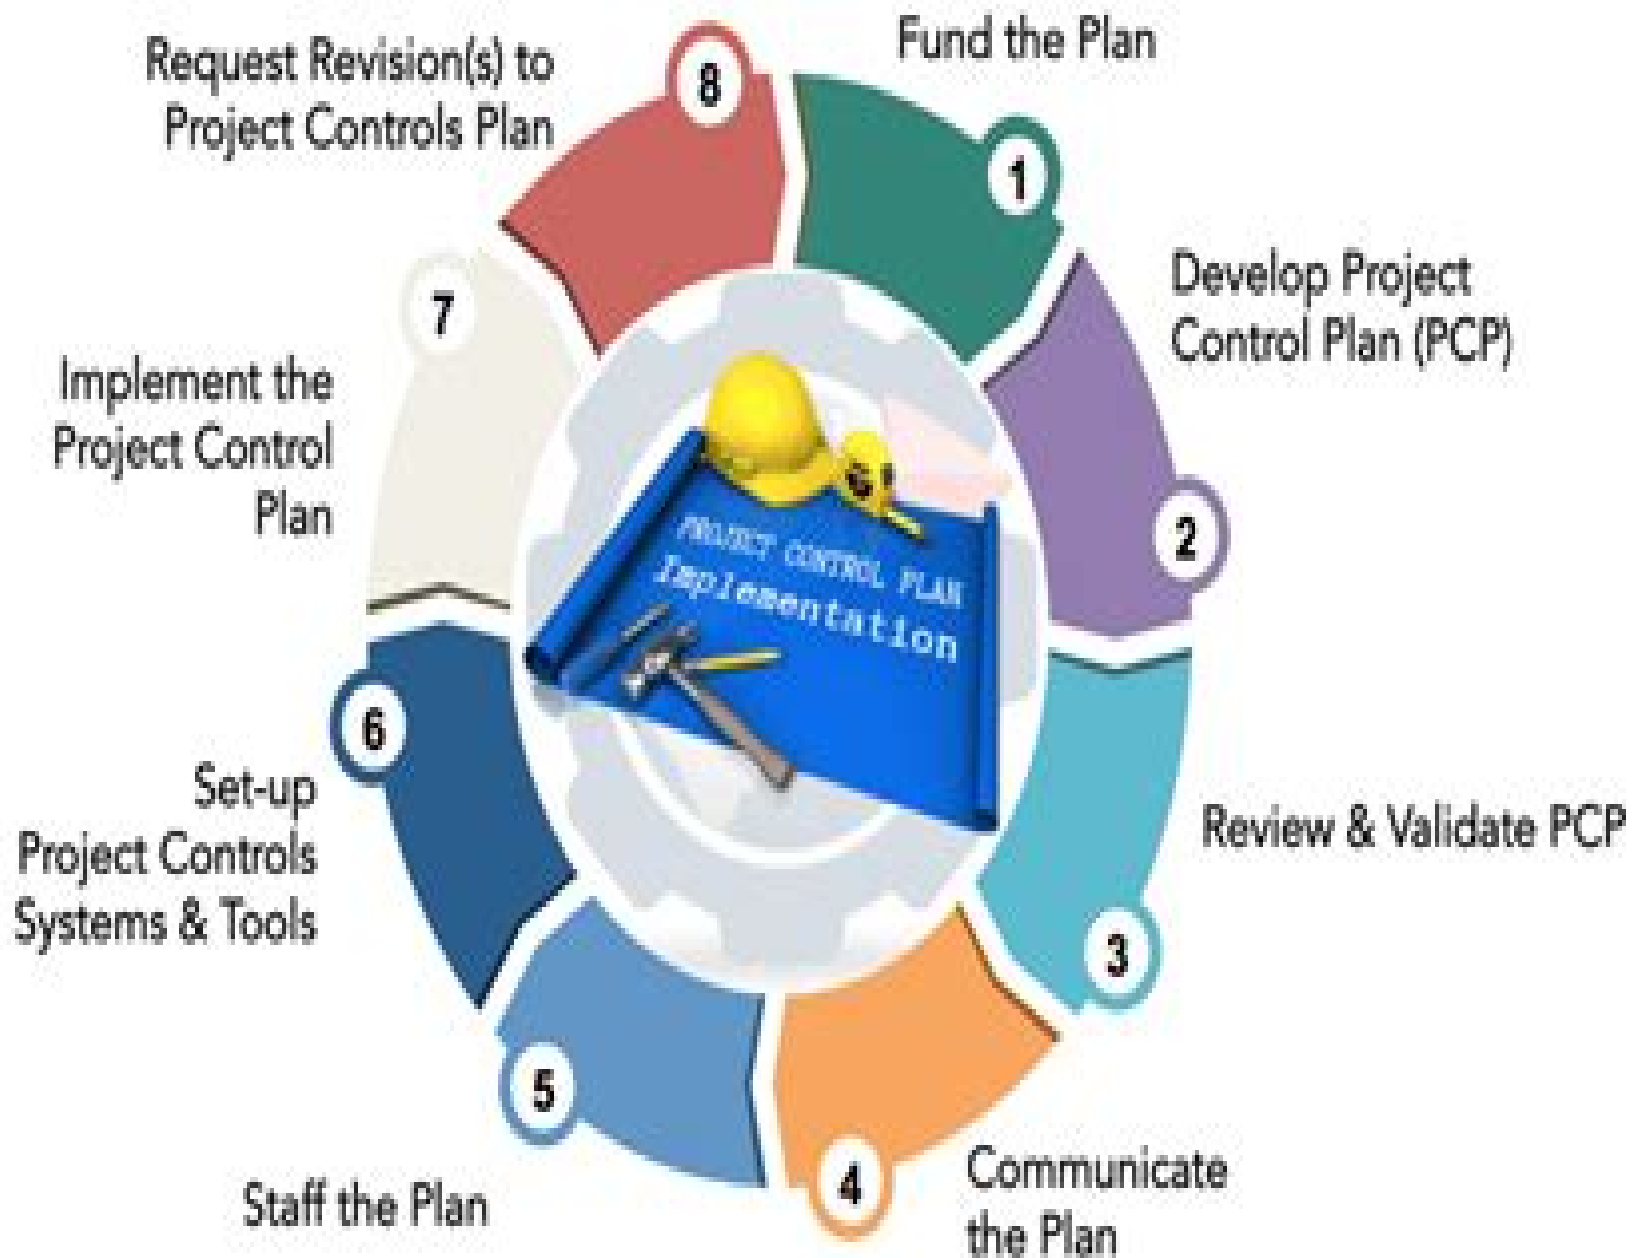 Fund the Plan
1
Develop Project
Control Plan (PCP)
2
Review & Validate PCP
3
Communicate
the Plan
4
Staff the Plan
5
Set-up
Project Controls
Systems & Tools
6
Implement the
Project Control
Plan
7
Request Revision(s) to
Project Controls Plan
8
PROJECT CONTROL PLAN
Implementation